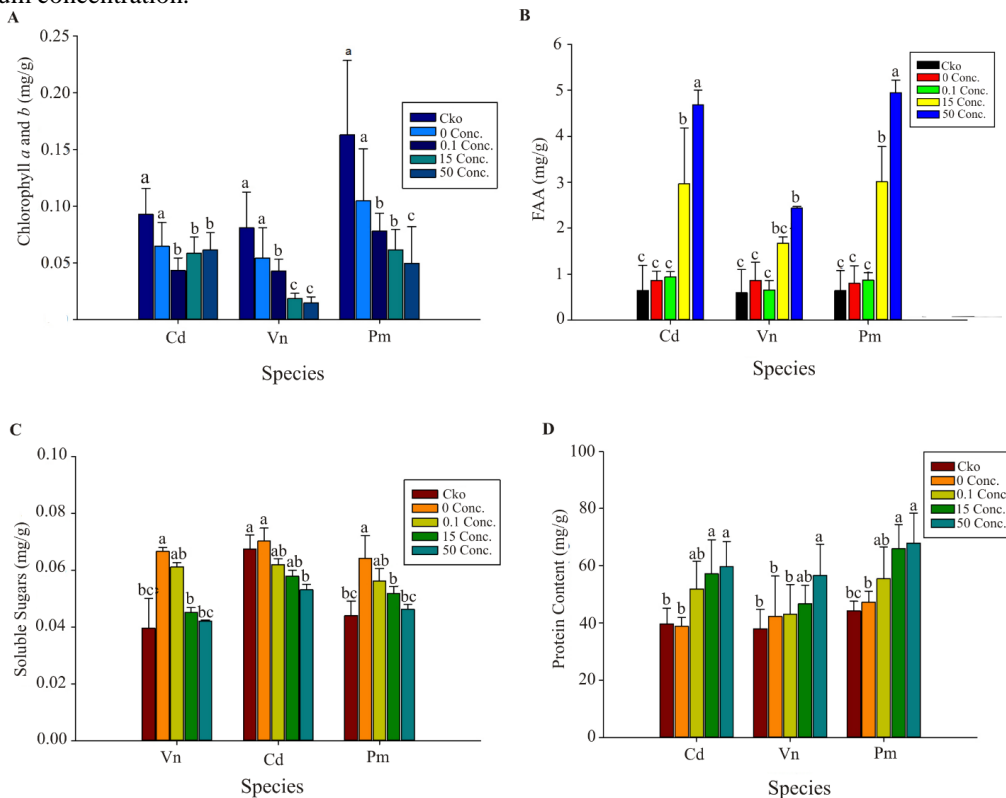 um concentration.
A
Chlorophyll a and b (mg/g)
0.25
0.20
0.15
0.10
0.05
a a b b b
a a b c c
a a b b c
Cko
0 Conc.
0.1 Conc.
15 Conc.
50 Conc.
Cd Vn Pm
Species
B
FAA (mg/g)
6
5
4
3
2
1
0
c c c b a
c c c bc b
c c c b a
Cko
0 Conc.
0.1 Conc.
15 Conc.
50 Conc.
Cd Vn Pm
Species
C
Soluble Sugars (mg/g)
0.10
0.08
0.06
0.04
0.02
0.00
bc a ab b bc
a a ab ab b
bc a ab b bc
Cko
0 Conc.
0.1 Conc.
15 Conc.
50 Conc.
Vn Cd Pm
Species
D
Protein Content (mg/g)
100
80
60
40
20
0
b b ab a a
b b b ab a
bc b ab a a
Cko
0 Conc.
0.1 Conc.
15 Conc.
50 Conc.
Cd Vn Pm
Species